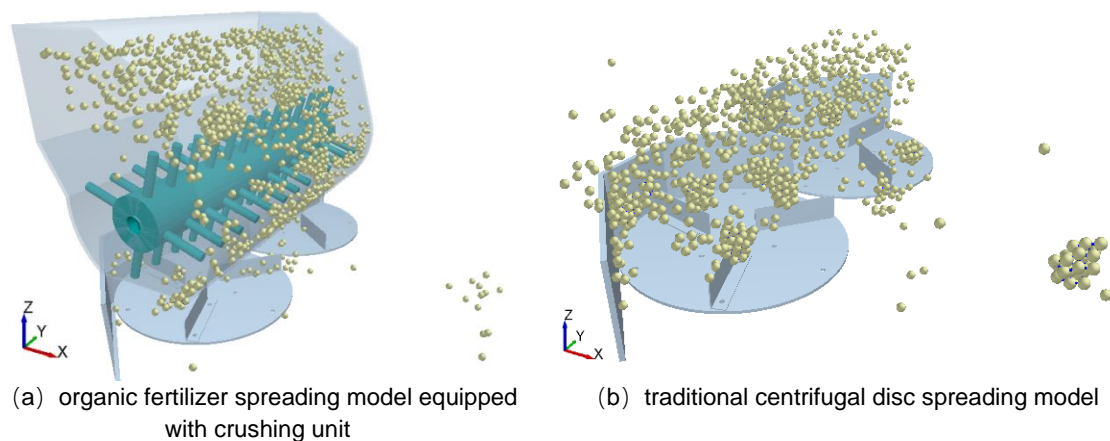 Z
Y
X
Z
Y
X
（a）organic fertilizer spreading model equipped
with crushing unit
（b）traditional centrifugal disc spreading model